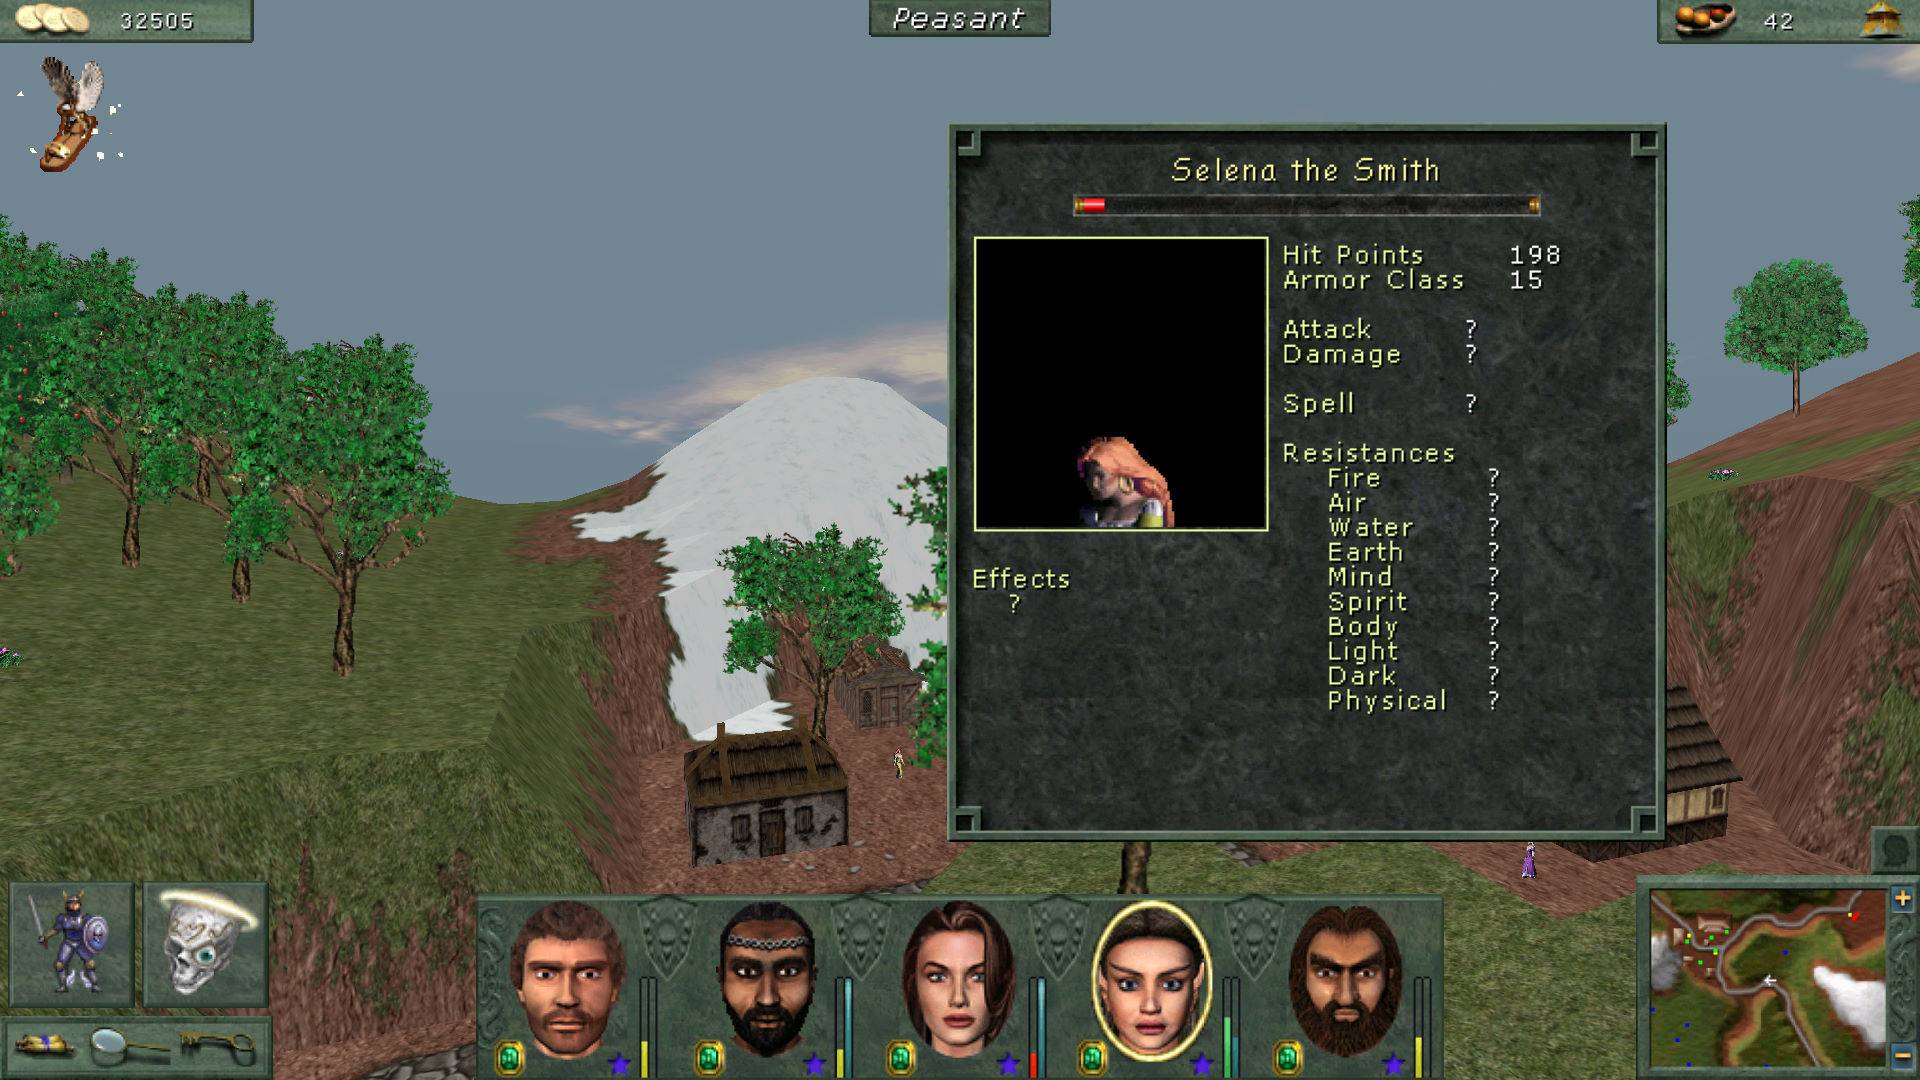 32505
Peasant
42
Selena the Smith
Hit Points 198
Armor Class 15
Attack ?
Damage ?
Spell ?
Resistances
Fire ?
Air ?
Water ?
Earth ?
Mind ?
Spirit ?
Body ?
Light ?
Dark ?
Physical ?
Effects
?
+
-